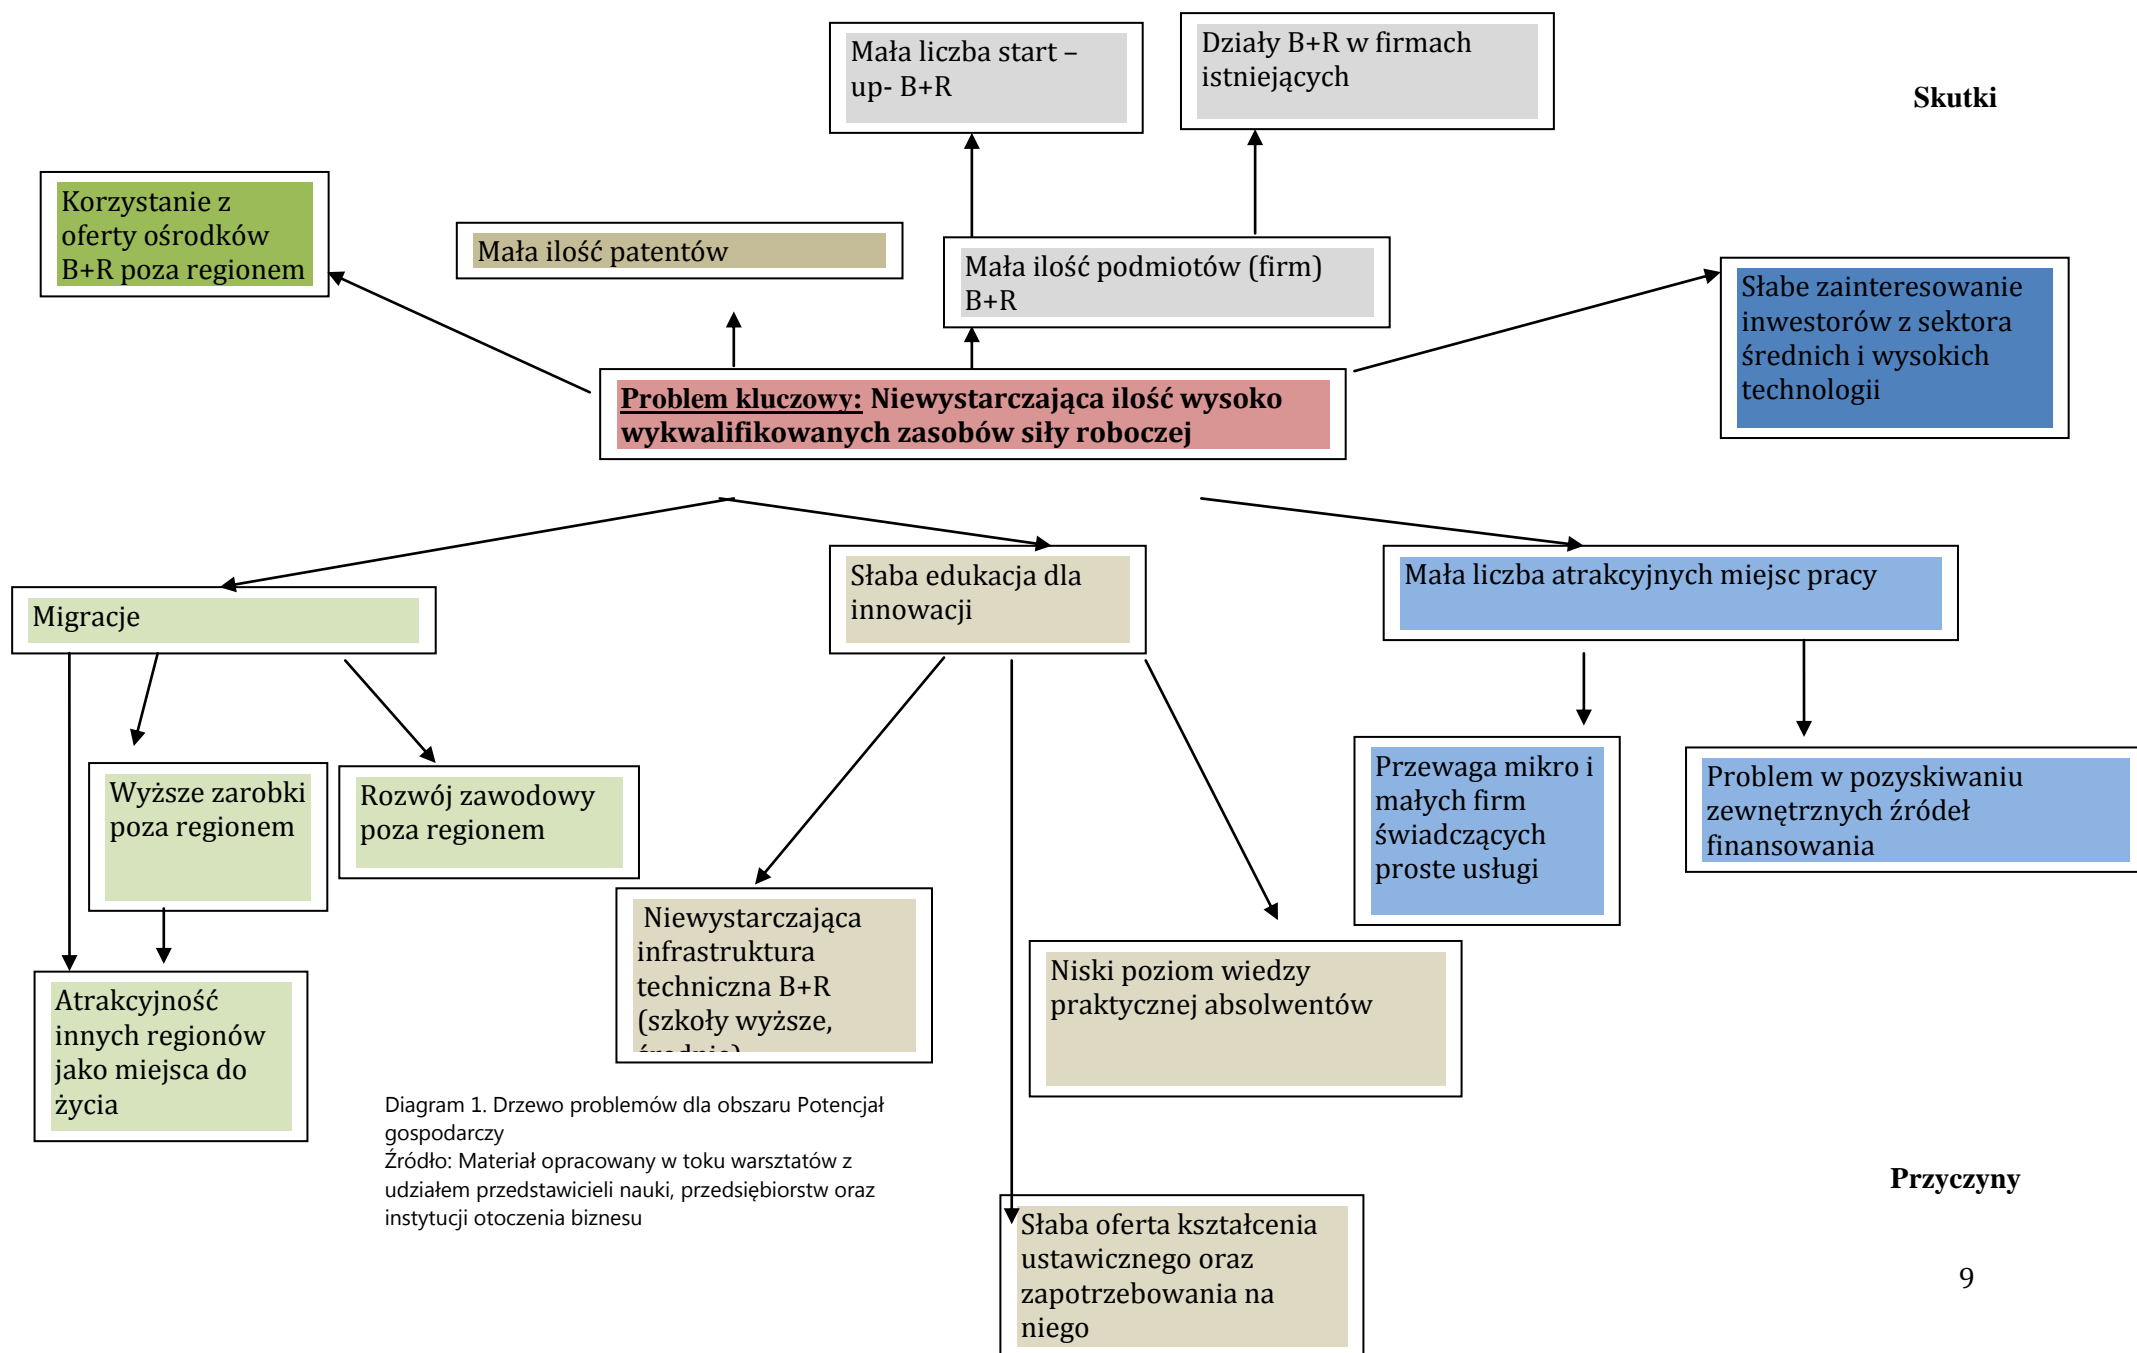 Mała liczba start –
up- B+R
Działy B+R w firmach
istniejących
Skutki
Korzystanie z
oferty ośrodków
B+R poza regionem
Mała ilość patentów
Mała ilość podmiotów (firm)
B+R
Słabe zainteresowanie
inwestorów z sektora
średnich i wysokich
technologii
Problem kluczowy: Niewystarczająca ilość wysoko
wykwalifikowanych zasobów siły roboczej
Migracje
Słaba edukacja dla
innowacji
Mała liczba atrakcyjnych miejsc pracy
Wyższe zarobki
poza regionem
Rozwój zawodowy
poza regionem
Przewaga mikro i
małych firm
świadczących
proste usługi
Problem w pozyskiwaniu
zewnętrznych źródeł
finansowania
Niewystarczająca
infrastruktura
techniczna B+R
(szkoły wyższe,
Niski poziom wiedzy
praktycznej absolwentów
Atrakcyjność
innych regionów
jako miejsca do
życia
Diagram 1. Drzewo problemów dla obszaru Potencjał
gospodarczy
Źródło: Materiał opracowany w toku warsztatów z
udziałem przedstawicieli nauki, przedsiębiorstw oraz
instytucji otoczenia biznesu
Przyczyny
Słaba oferta kształcenia
ustawicznego oraz
zapotrzebowania na
niego
9